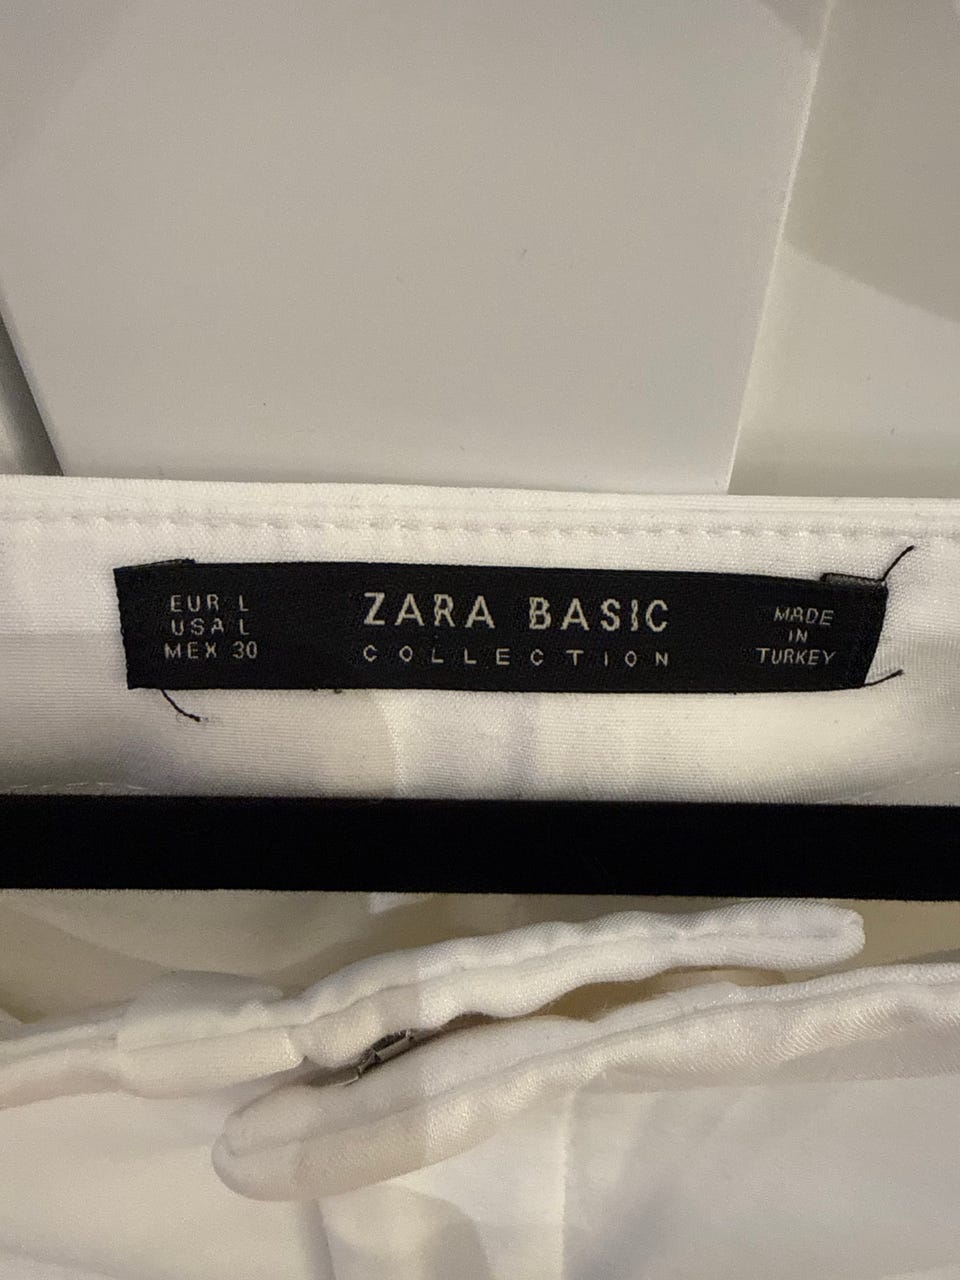 EUR L
USA L
MEX 30
ZARA BASIC
COLLECTION
MADE
IN
TURKEY